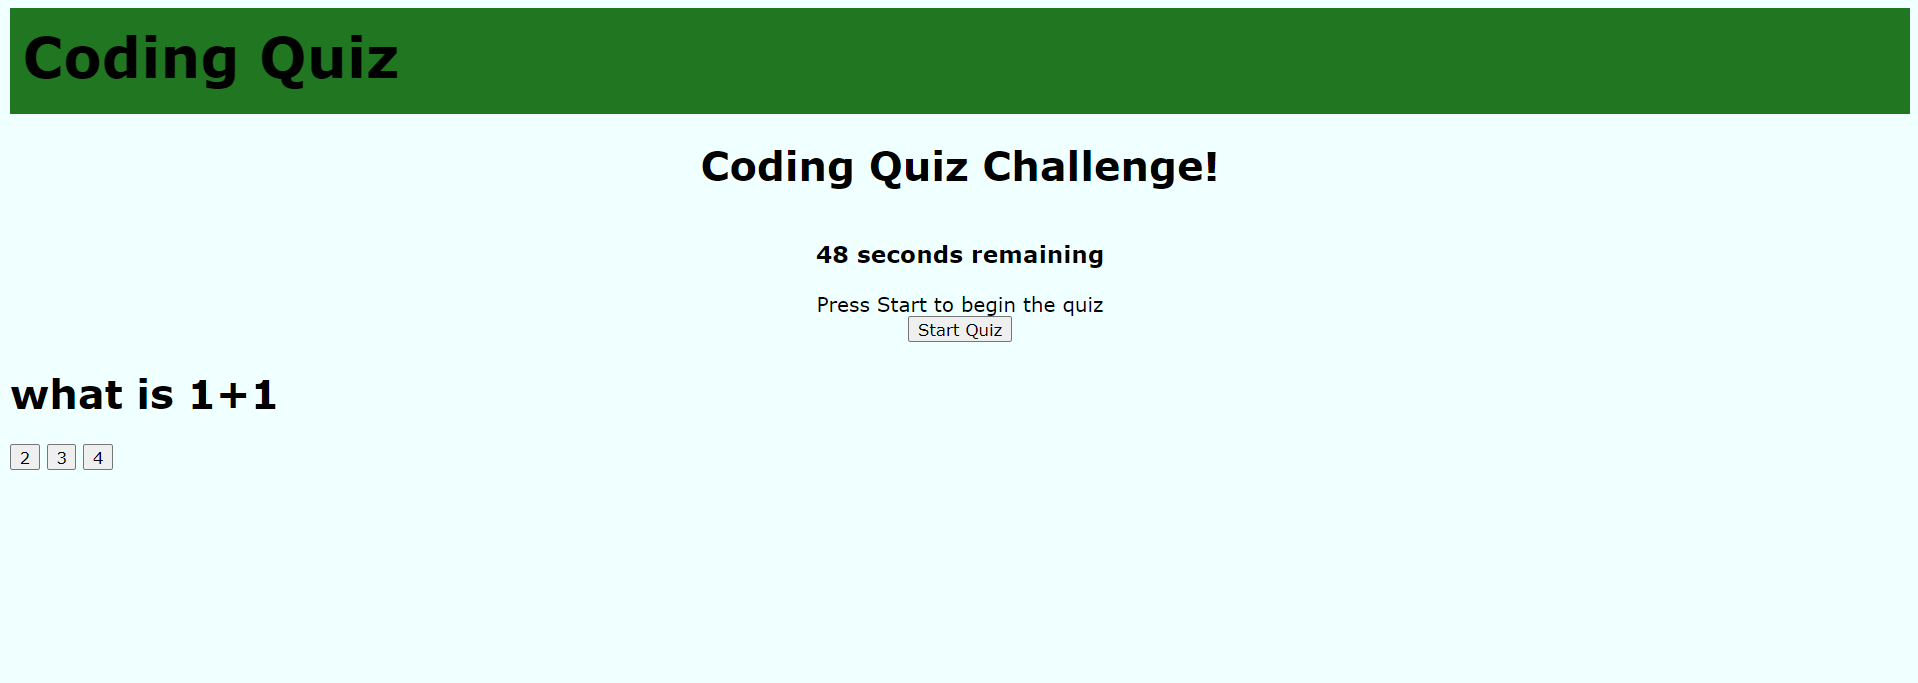 Coding Quiz
Coding Quiz Challenge!
48 seconds remaining
Press Start to begin the quiz
Start Quiz
what is 1+1
2 3 4